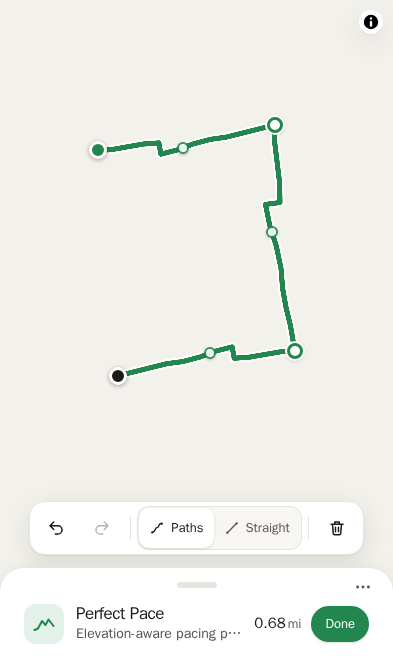 Paths
Straight
Perfect Pace
Elevation-aware pacing p…
0.68 mi
Done